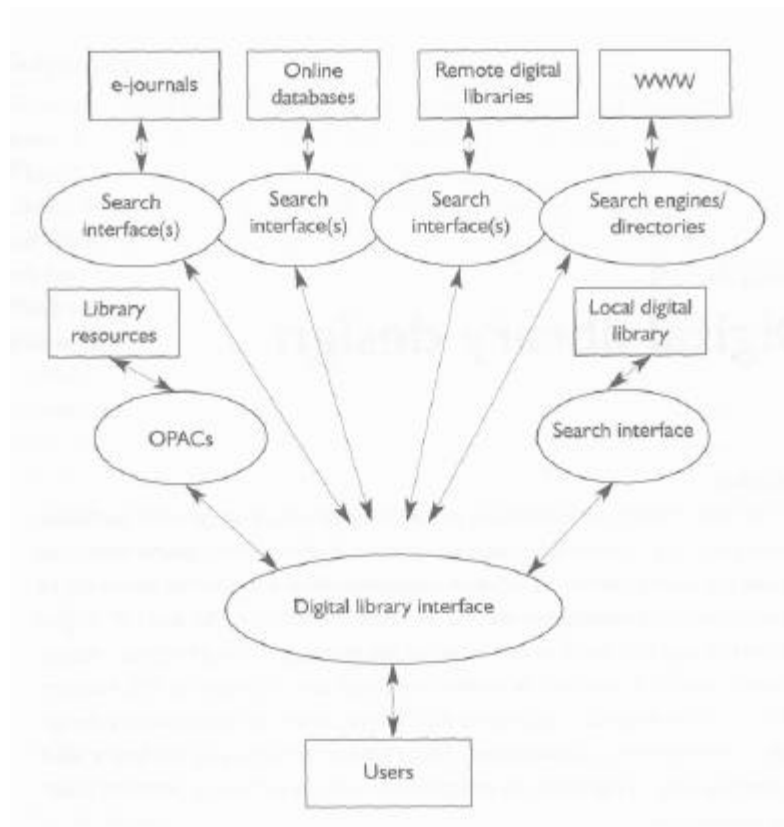 e-journals
Online
databases
Remote digital
libraries
WWW
Search
interface(s)
Search
interface(s)
Search
interface(s)
Search engines/
directories
Library
resources
Local digital
library
OPACs
Search interface
Digital library interface
Users